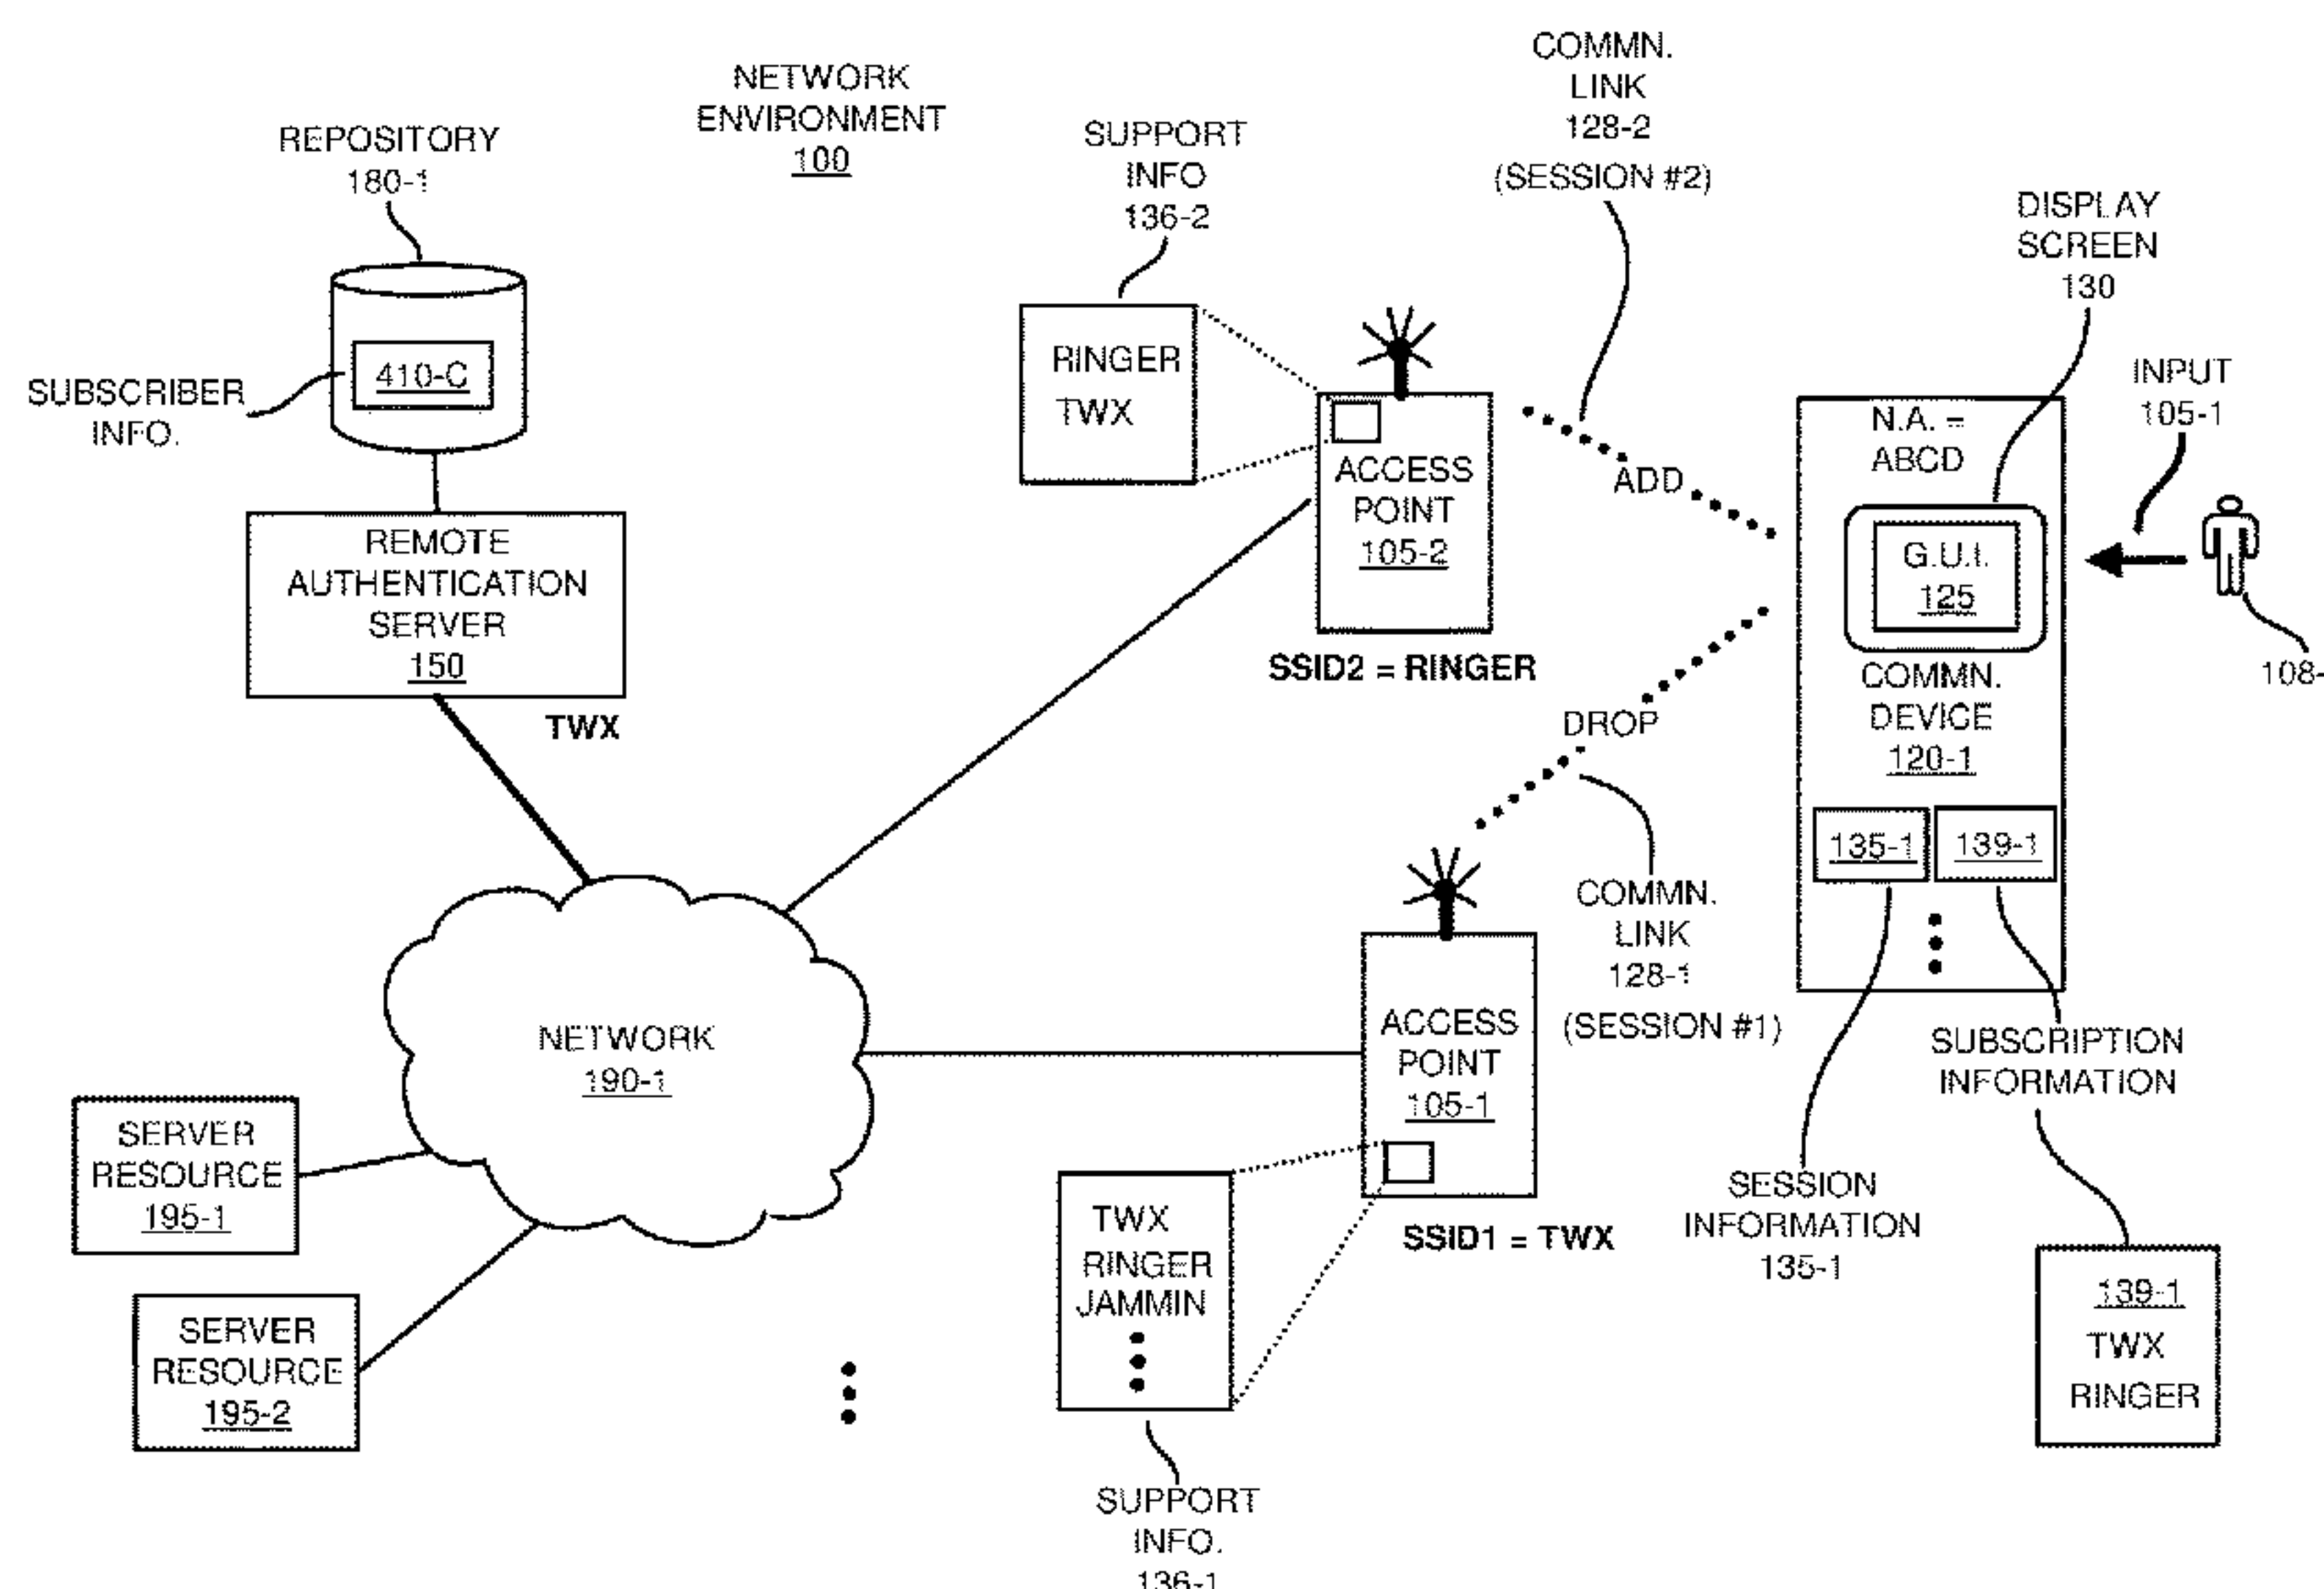 NETWORK
ENVIRONMENT
100
REPOSITORY
180-1
SUBSCRIBER
INFO.
410-C
REMOTE
AUTHENTICATION
SERVER
150
TWX
SUPPORT
INFO
136-2
RINGER
TWX
ACCESS
POINT
105-2
SSID2 = RINGER
COMMN.
LINK
128-2
(SESSION #2)
ADD
DROP
DISPLAY
SCREEN
130
INPUT
105-1
N.A. =
ABCD
G.U.I.
125
COMMN.
DEVICE
120-1
108-
135-1
139-1
COMMN.
LINK
128-1
(SESSION #1)
NETWORK
190-1
ACCESS
POINT
105-1
SSID1 = TWX
SERVER
RESOURCE
195-1
SERVER
RESOURCE
195-2
TWX
RINGER
JAMMIN
SUPPORT
INFO.
136-1
SESSION
INFORMATION
135-1
SUBSCRIPTION
INFORMATION
139-1
TWX
RINGER